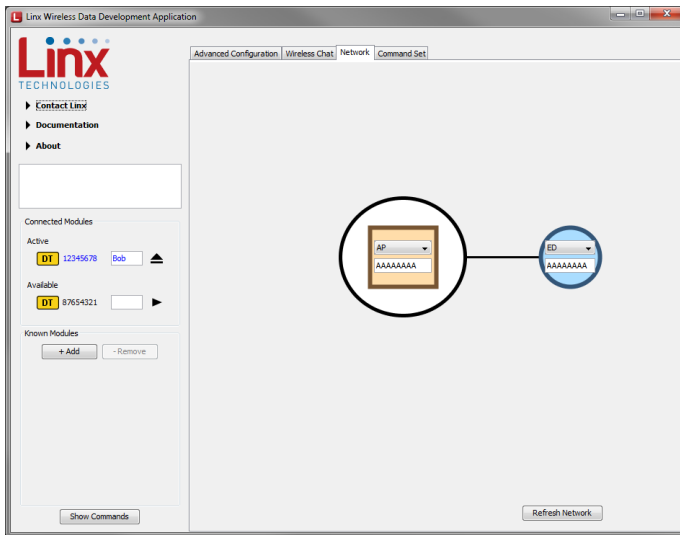 Linx Wireless Data Development Application
Linx
TECHNOLOGIES
Contact Linx
Documentation
About
Connected Modules
Active
DT 12345678 Bob
Available
DT 87654321
Known Modules
+ Add - Remove
Show Commands
Advanced Configuration Wireless Chat Network Command Set
AP
AAAAAAAA
ED
AAAAAAAA
Refresh Network